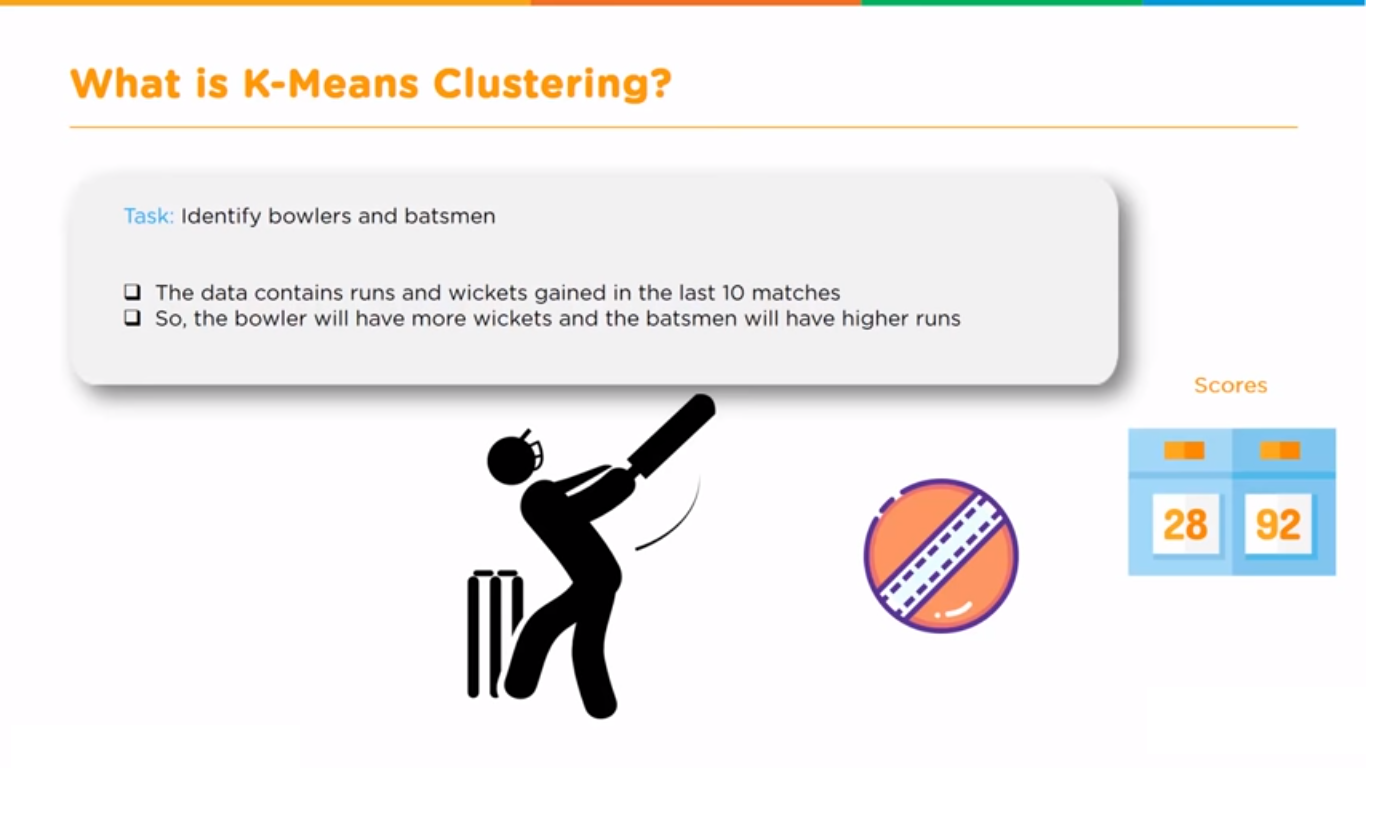 What is K-Means Clustering?
Task: Identify bowlers and batsmen
The data contains runs and wickets gained in the last 10 matches
So, the bowler will have more wickets and the batsmen will have higher runs
Scores
28 92